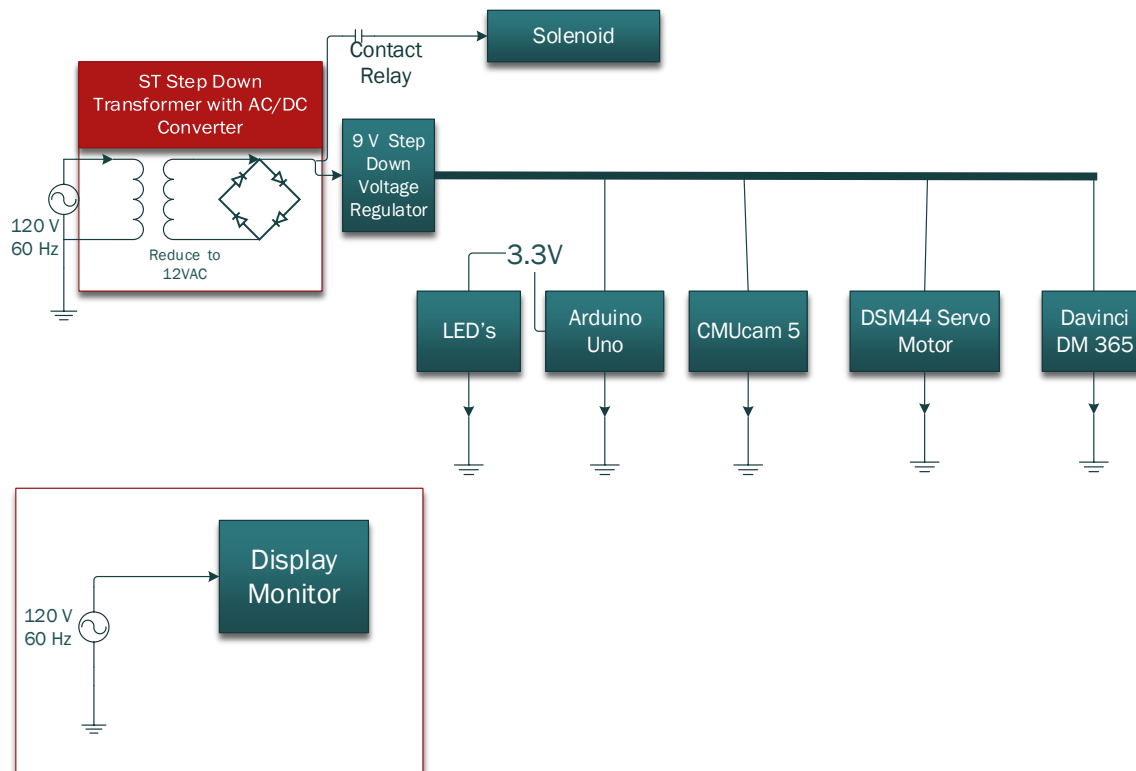 Solenoid
Contact
Relay
ST Step Down
Transformer with AC/DC
Converter
9 V Step
Down
Voltage
Regulator
120 V
60 Hz
Reduce to
12VAC
3.3V
LED's
Arduino
Uno
CMUcam 5
DSM44 Servo
Motor
Davinci
DM 365
Display
Monitor
120 V
60 Hz